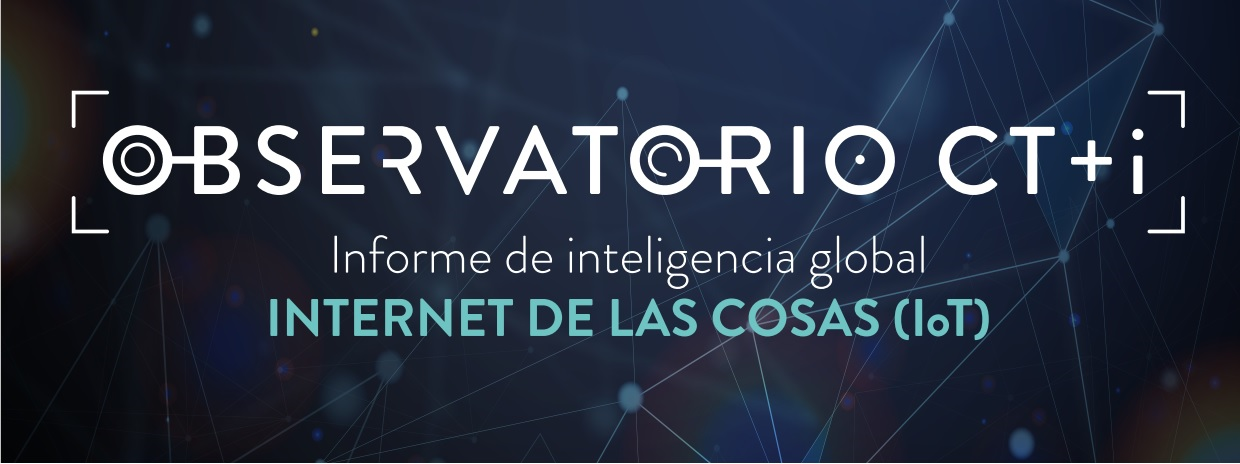 OBSERVATORIO CT+i
Informe de inteligencia global
INTERNET DE LAS COSAS (IoT)